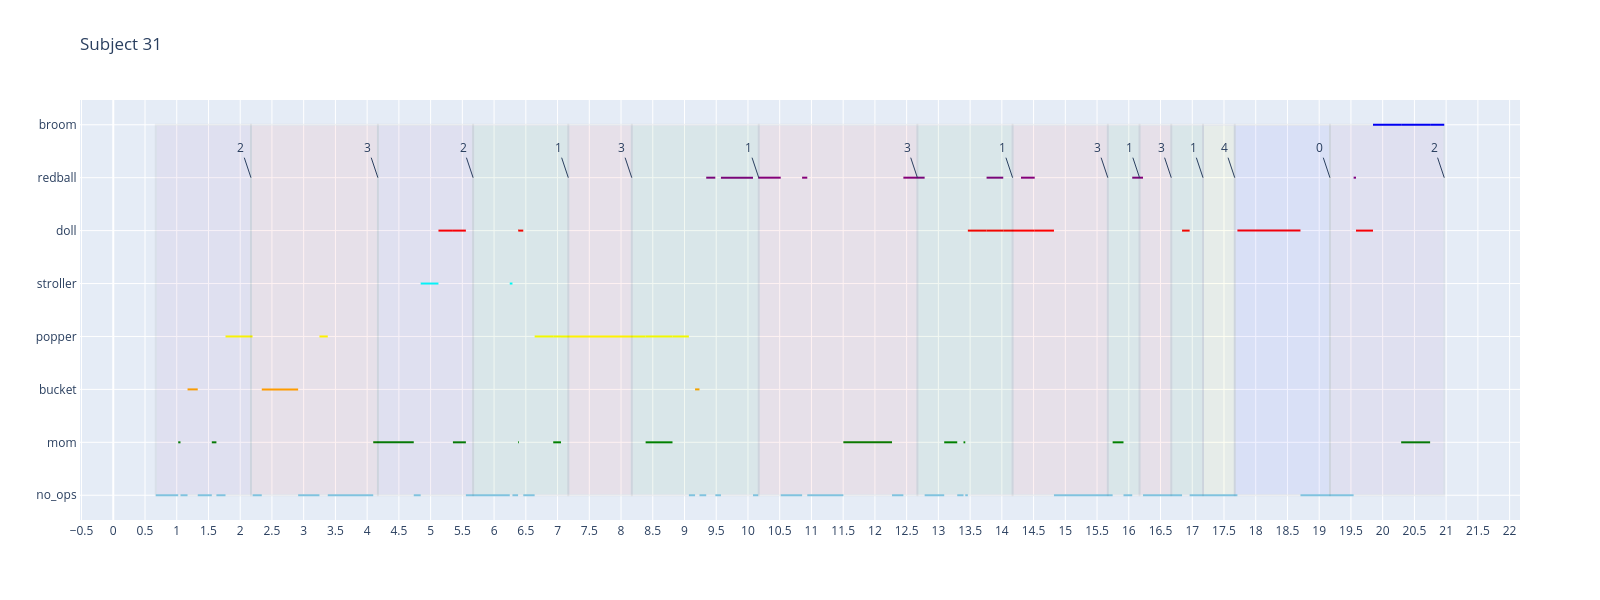 Subject 31
broom
2 3 2 1 3 1 3 1 3 1 3 1 4 0 2
redball
doll
stroller
popper
bucket
mom
no_ops
−0.5 0 0.5 1 1.5 2 2.5 3 3.5 4 4.5 5 5.5 6 6.5 7 7.5 8 8.5 9 9.5 10 10.5 11 11.5 12 12.5 13 13.5 14 14.5 15 15.5 16 16.5 17 17.5 18 18.5 19 19.5 20 20.5 21 21.5 22